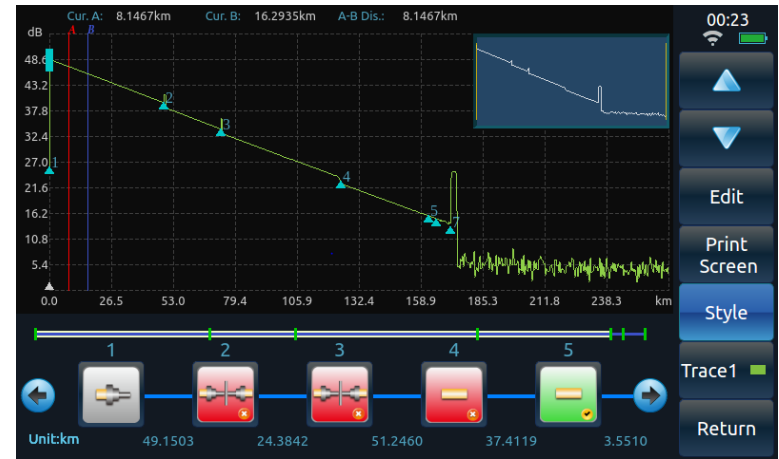 Cur. A: 8.1467km Cur. B: 16.2935km A-B Dis.: 8.1467km
00:23
dB
A B
48.6
43.2
37.8
32.4
27.0
21.6
16.2
10.8
5.4
1
2
3
4
5
7
0.0 26.5 53.0 79.4 105.9 132.4 158.9 185.3 211.8 238.3 km
Edit
Print
Screen
Style
Trace1
Return
1 2 3 4 5
Unit:km 49.1503 24.3842 51.2460 37.4119 3.5510